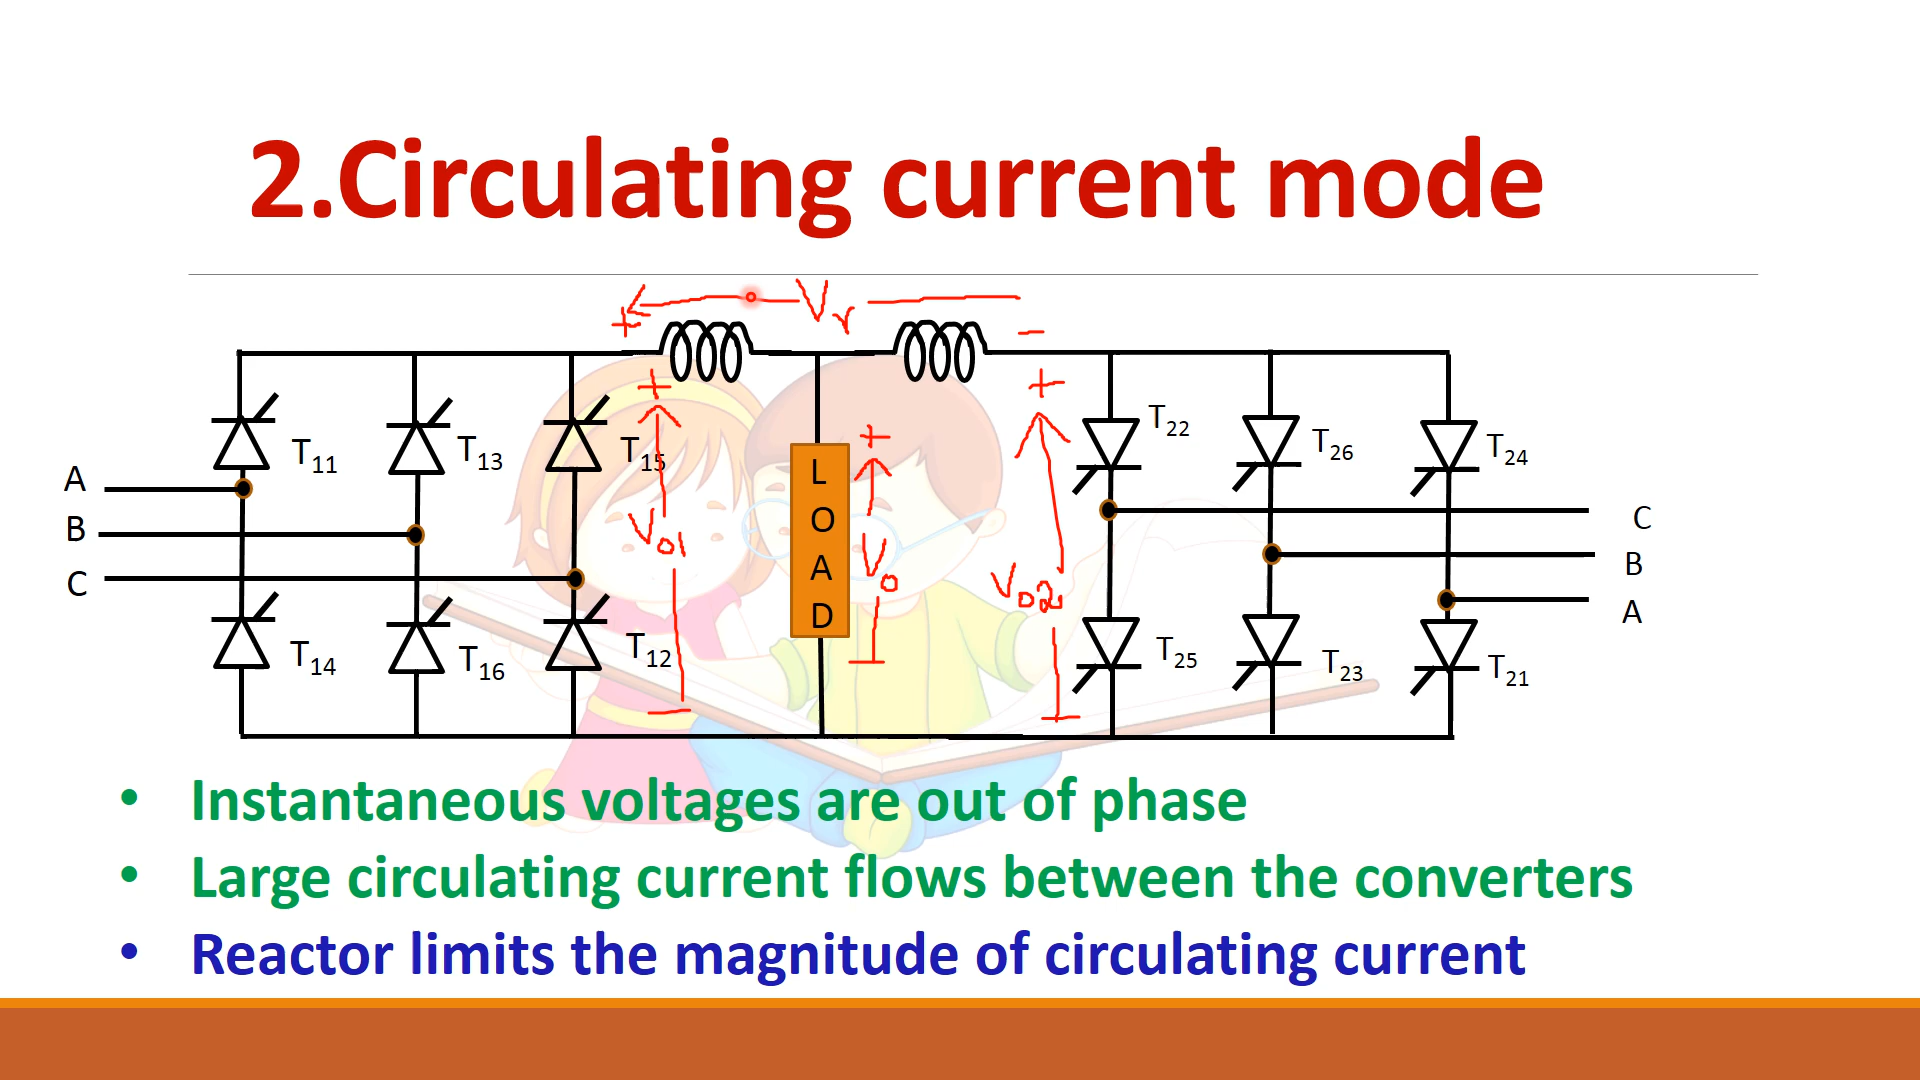 2.Circulating current mode
+ Vr -
+ + +
T22
T11 T13 T15 T26 T24
A
B
C
L
O
A
D
Vo1 Vo Vo2
C
B
A
T14 T16 T12 T25 T23 T21
• Instantaneous voltages are out of phase
• Large circulating current flows between the converters
• Reactor limits the magnitude of circulating current